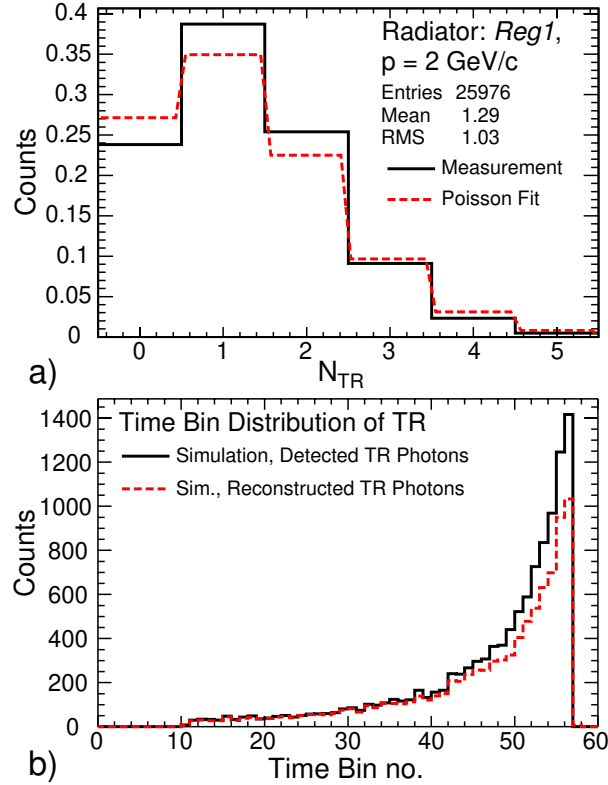 Radiator: Reg1,
p = 2 GeV/c
Entries 25976
Mean 1.29
RMS 1.03
Measurement
Poisson Fit
Counts
0.4
0.35
0.3
0.25
0.2
0.15
0.1
0.05
0
0 1 2 3 4 5
N_TR
a)
Time Bin Distribution of TR
Simulation, Detected TR Photons
Sim., Reconstructed TR Photons
Counts
1400
1200
1000
800
600
400
200
0
0 10 20 30 40 50 60
Time Bin no.
b)